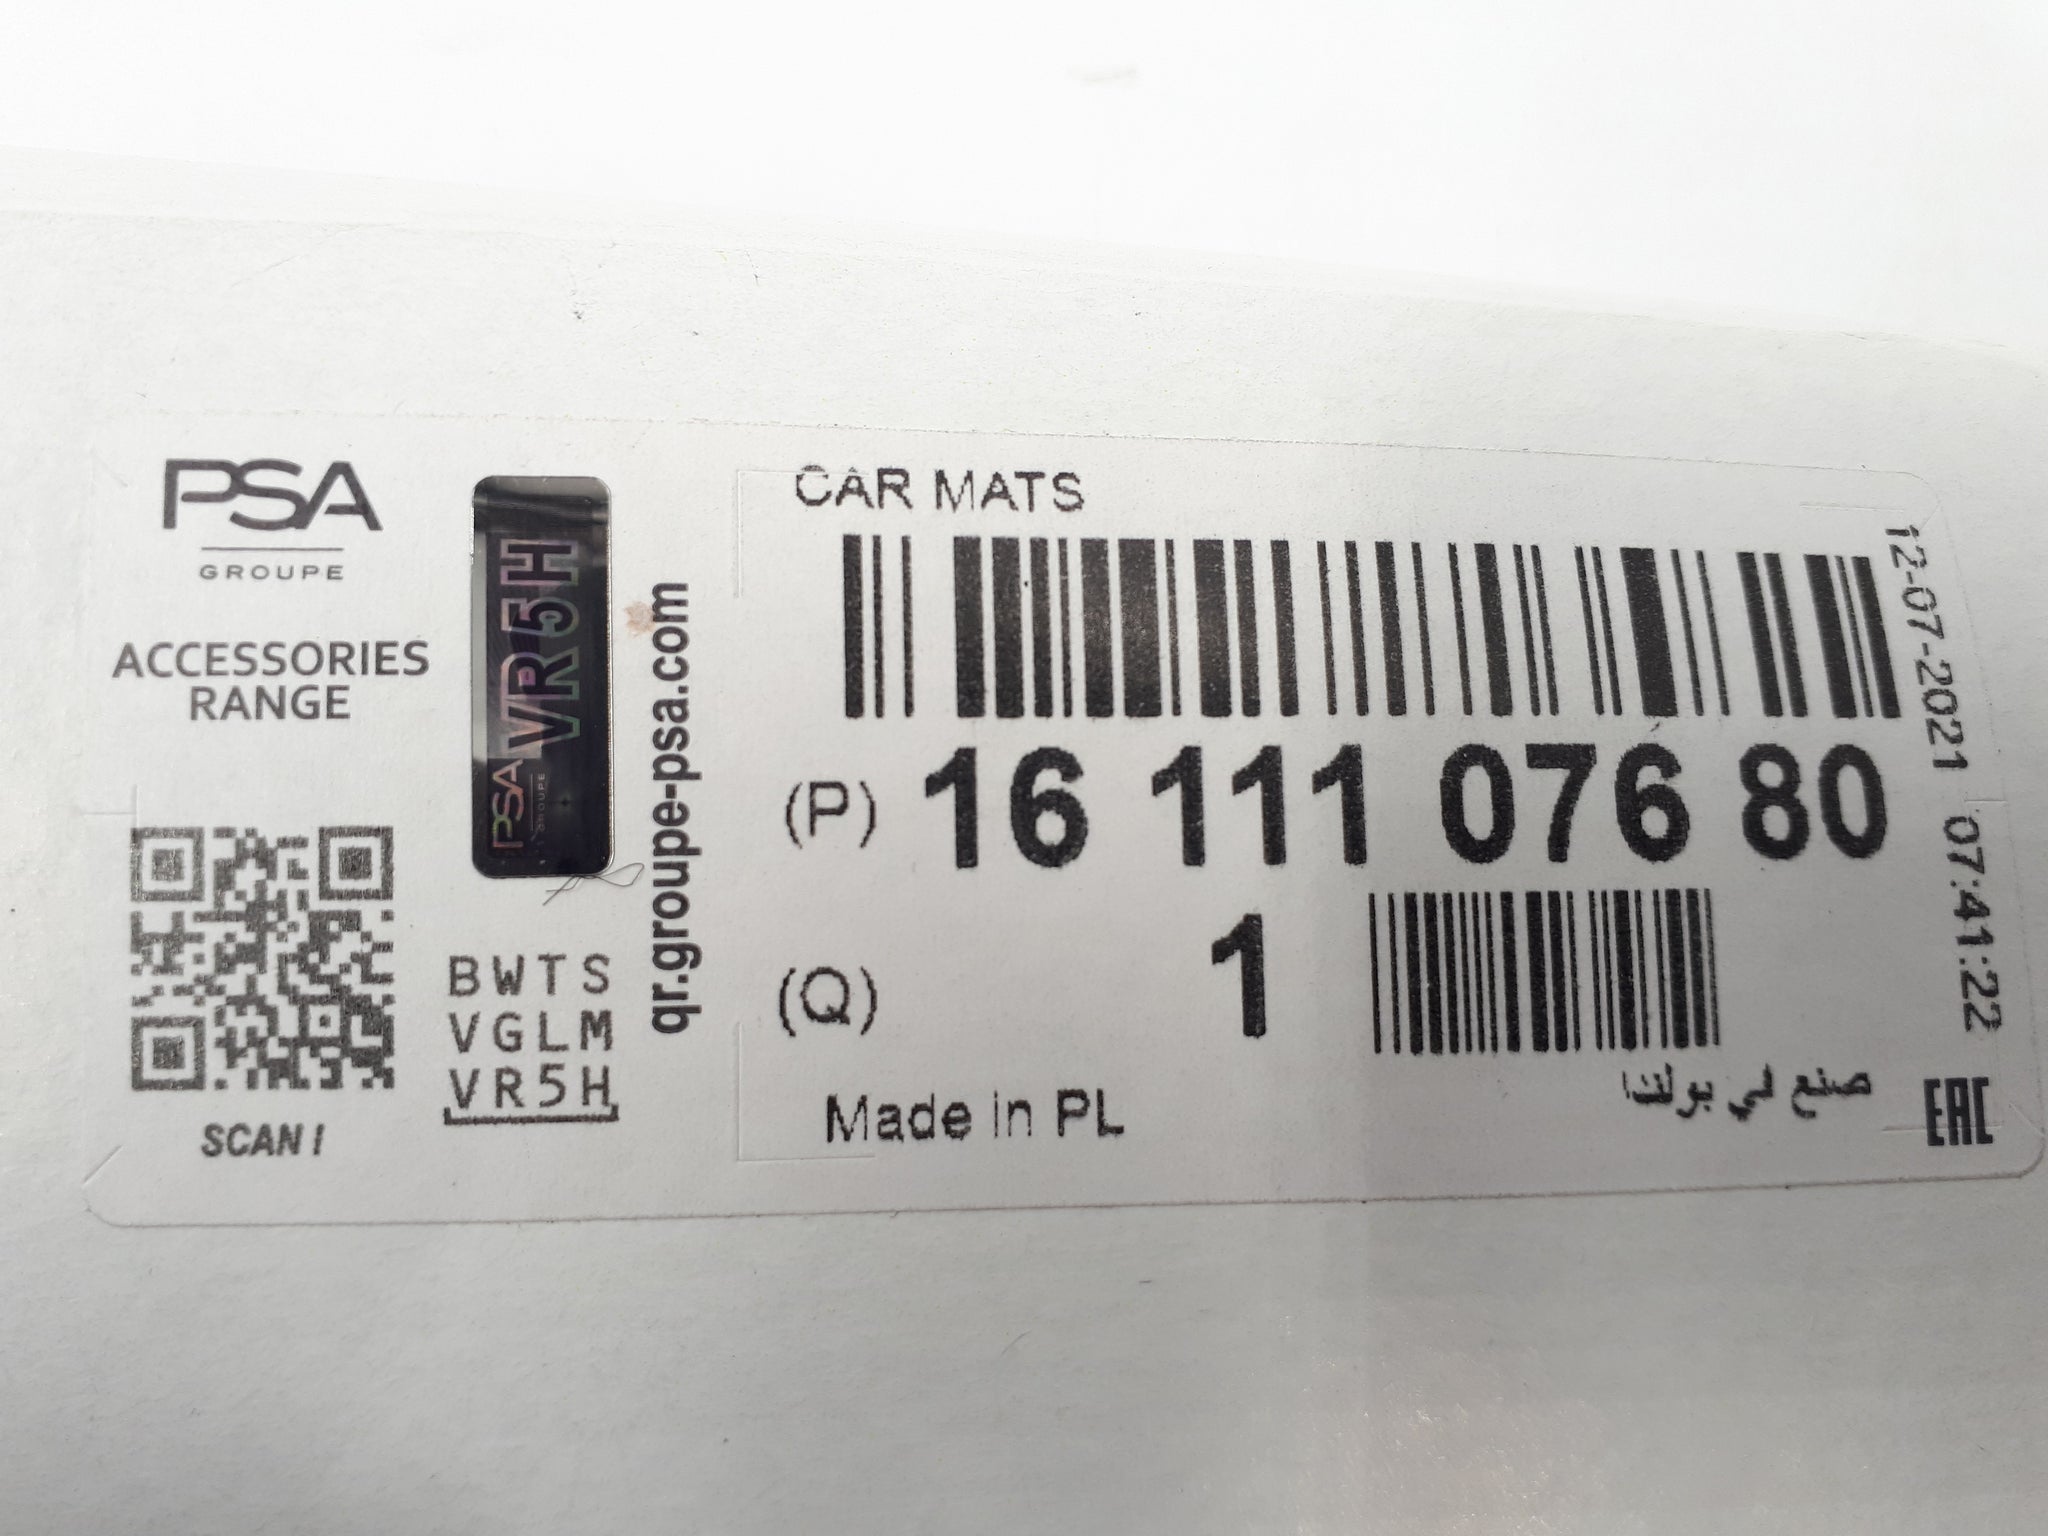 PSA
GROUPE
ACCESSORIES
RANGE
SCAN !
PSA
GROUPE
VR5H
BWTS
VGLM
VR5H
qr.groupe-psa.com
CAR MATS
(P) 16 111 076 80
(Q) 1
Made in PL
صنع في بولندا
12-07-2021 07:41:22
EAC